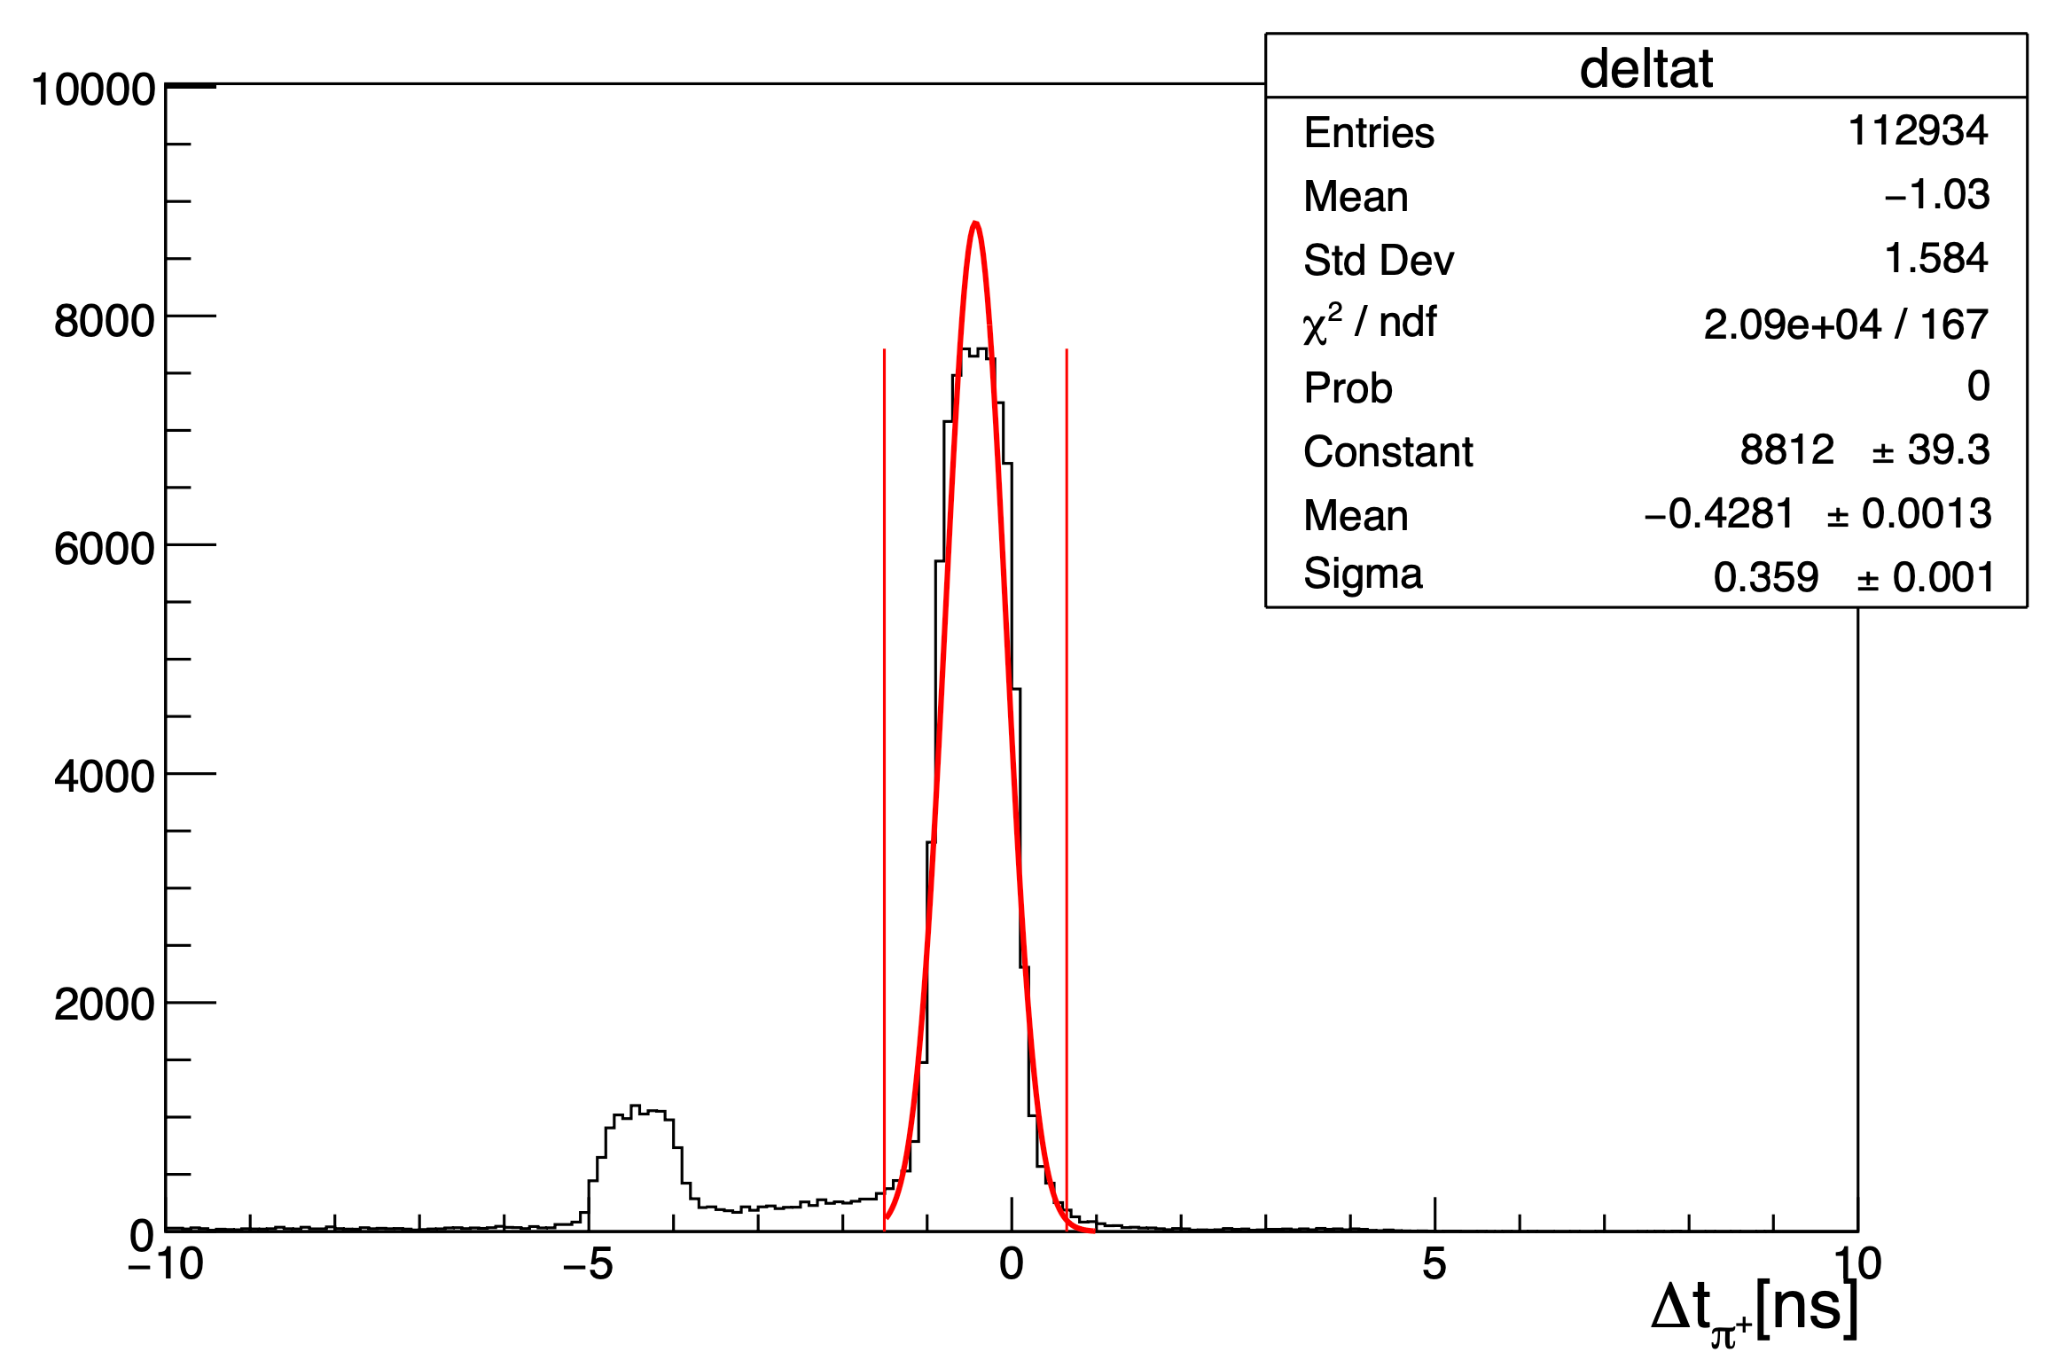 deltat
Entries 112934
Mean −1.03
Std Dev 1.584
χ² / ndf 2.09e+04 / 167
Prob 0
Constant 8812 ± 39.3
Mean −0.4281 ± 0.0013
Sigma 0.359 ± 0.001
10000
8000
6000
4000
2000
0
−10 −5 0 5 10
Δt_π⁺[ns]